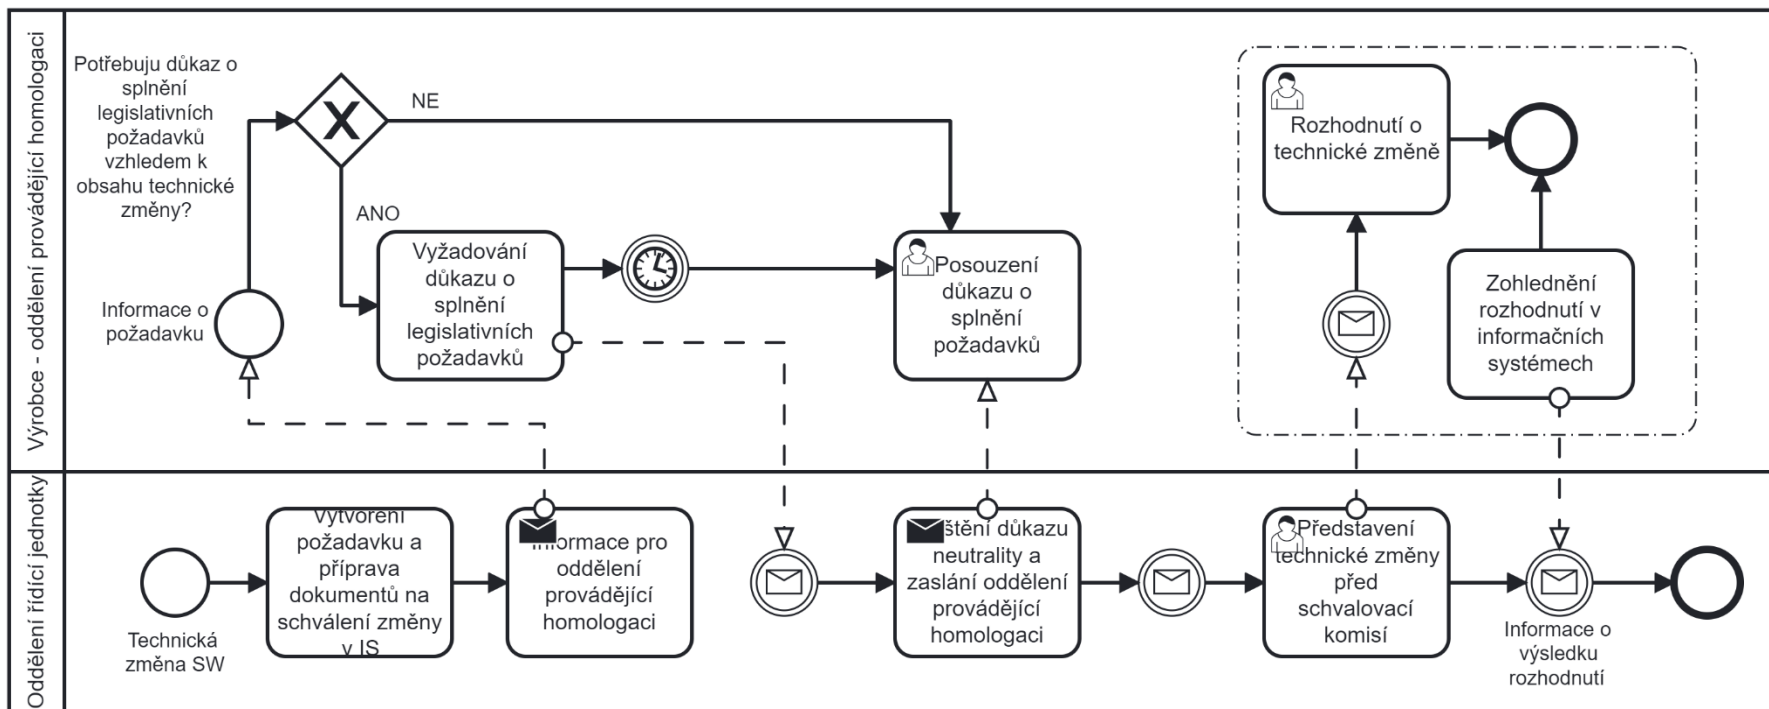 Výrobce - oddělení provádějící homologaci
Potřebuju důkaz o
splnění
legislativních
požadavků
vzhledem k
obsahu technické
změny?
NE
ANO
Informace o
požadavku
Vyžadování
důkazu o
splnění
legislativních
požadavků
Posouzení
důkazu o
splnění
požadavků
Rozhodnutí o
technické změně
Zohlednění
rozhodnutí v
informačních
systémech
Oddělení řídící jednotky
Technická
změna SW
Vytvoření
požadavku a
příprava
dokumentů na
schválení změny
v IS
Informace pro
oddělení
provádějící
homologaci
důkazu
neutrality a
zaslání oddělení
provádějící
homologaci
Představení
technické změny
před
schvalovací
komisí
Informace o
výsledku
rozhodnutí